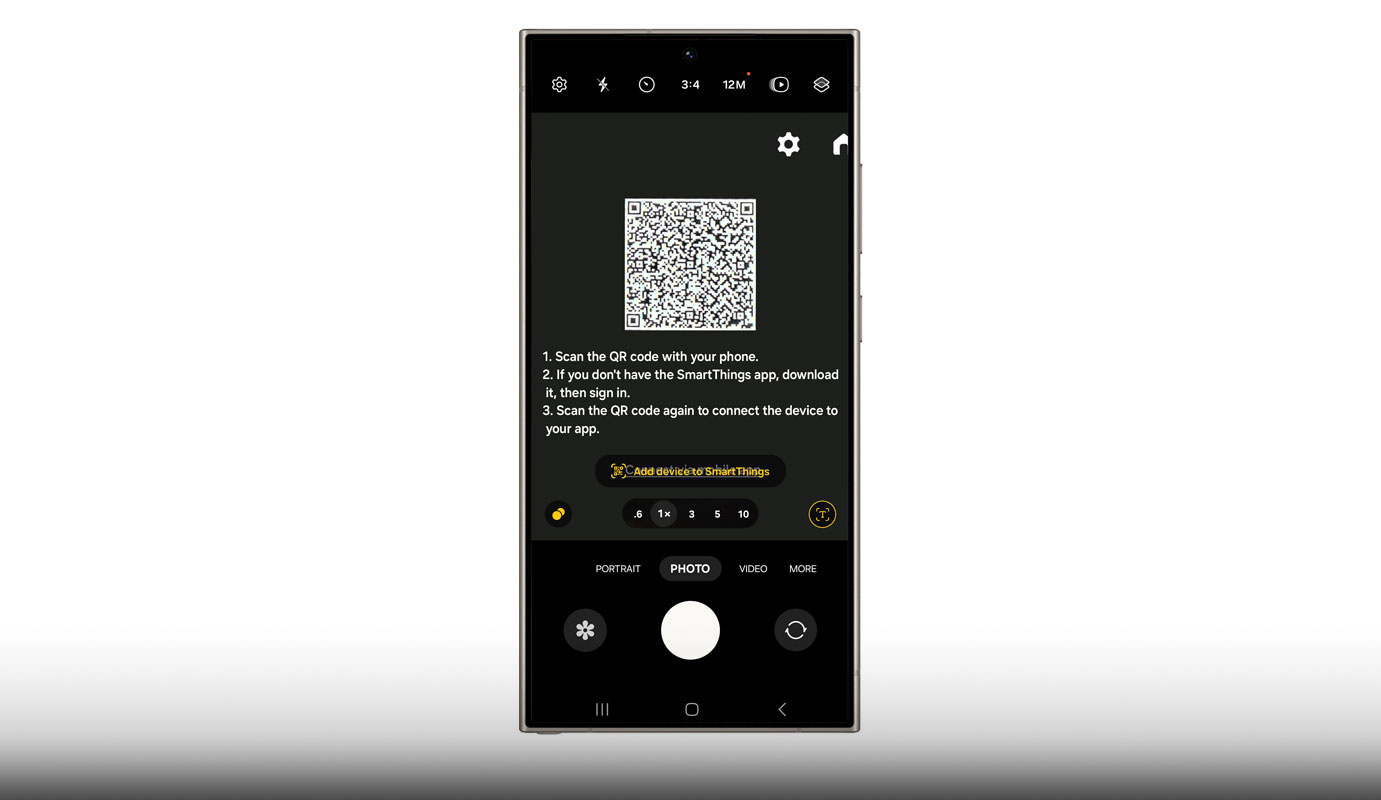 3:4 12M
1. Scan the QR code with your phone.
2. If you don't have the SmartThings app, download
it, then sign in.
3. Scan the QR code again to connect the device to
your app.
Add device to SmartThings
.6 1× 3 5 10
T
PORTRAIT PHOTO VIDEO MORE